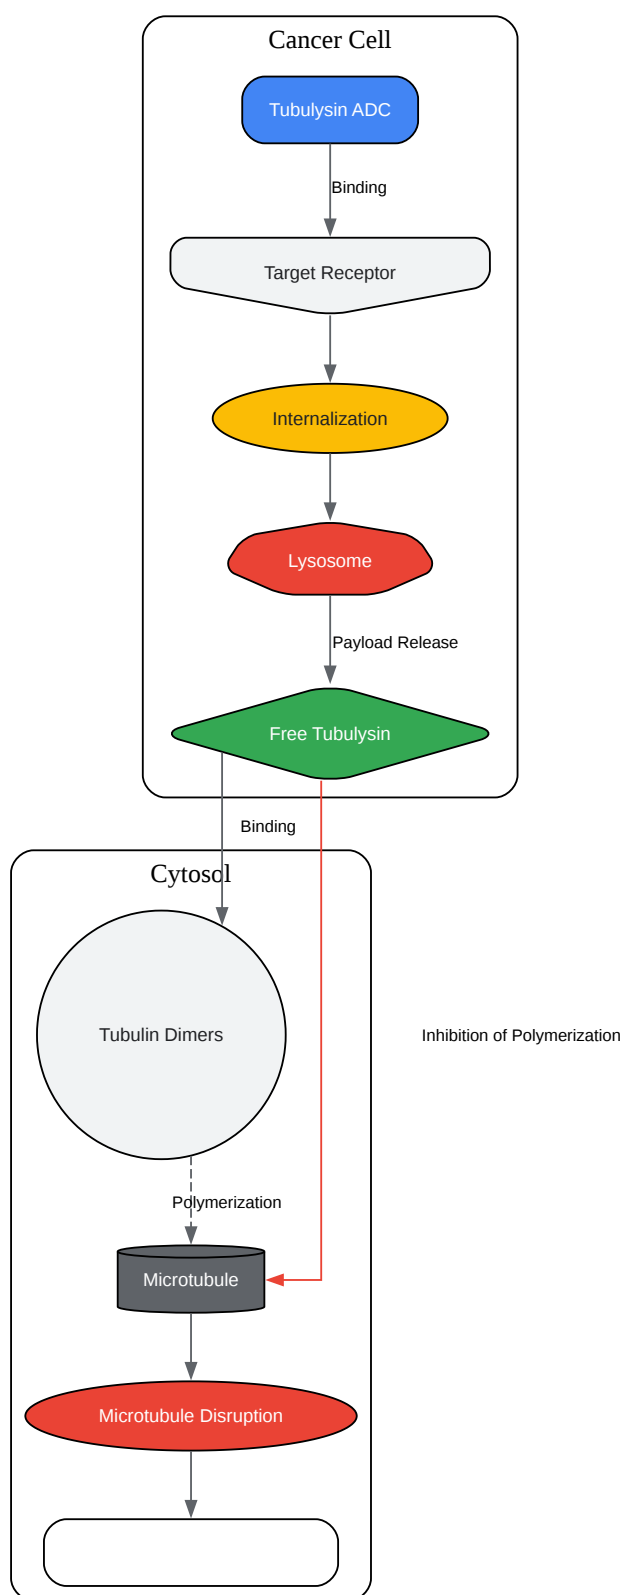 Cancer Cell
Tubulysin ADC
Binding
Target Receptor
Internalization
Lysosome
Payload Release
Free Tubulysin
Binding
Cytosol
Tubulin Dimers
Inhibition of Polymerization
Polymerization
Microtubule
Microtubule Disruption